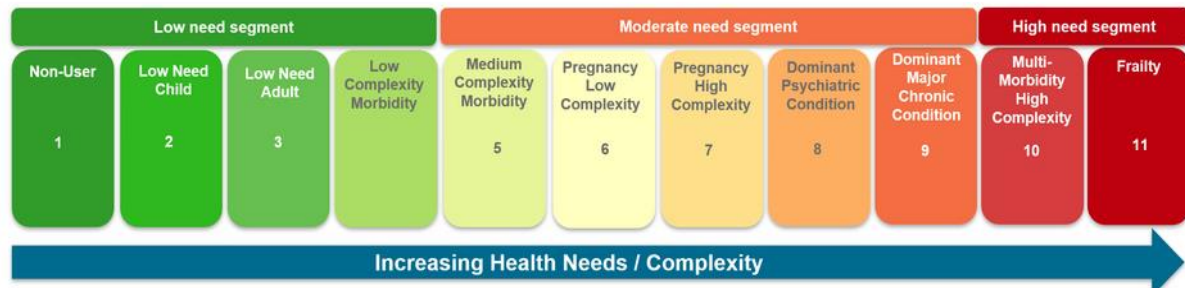 Low need segment
Moderate need segment
High need segment
Non-User
1
Low Need
Child
2
Low Need
Adult
3
Low
Complexity
Morbidity
Medium
Complexity
Morbidity
5
Pregnancy
Low
Complexity
6
Pregnancy
High
Complexity
7
Dominant
Psychiatric
Condition
8
Dominant
Major
Chronic
Condition
9
Multi-
Morbidity
High
Complexity
10
Frailty
11
Increasing Health Needs / Complexity